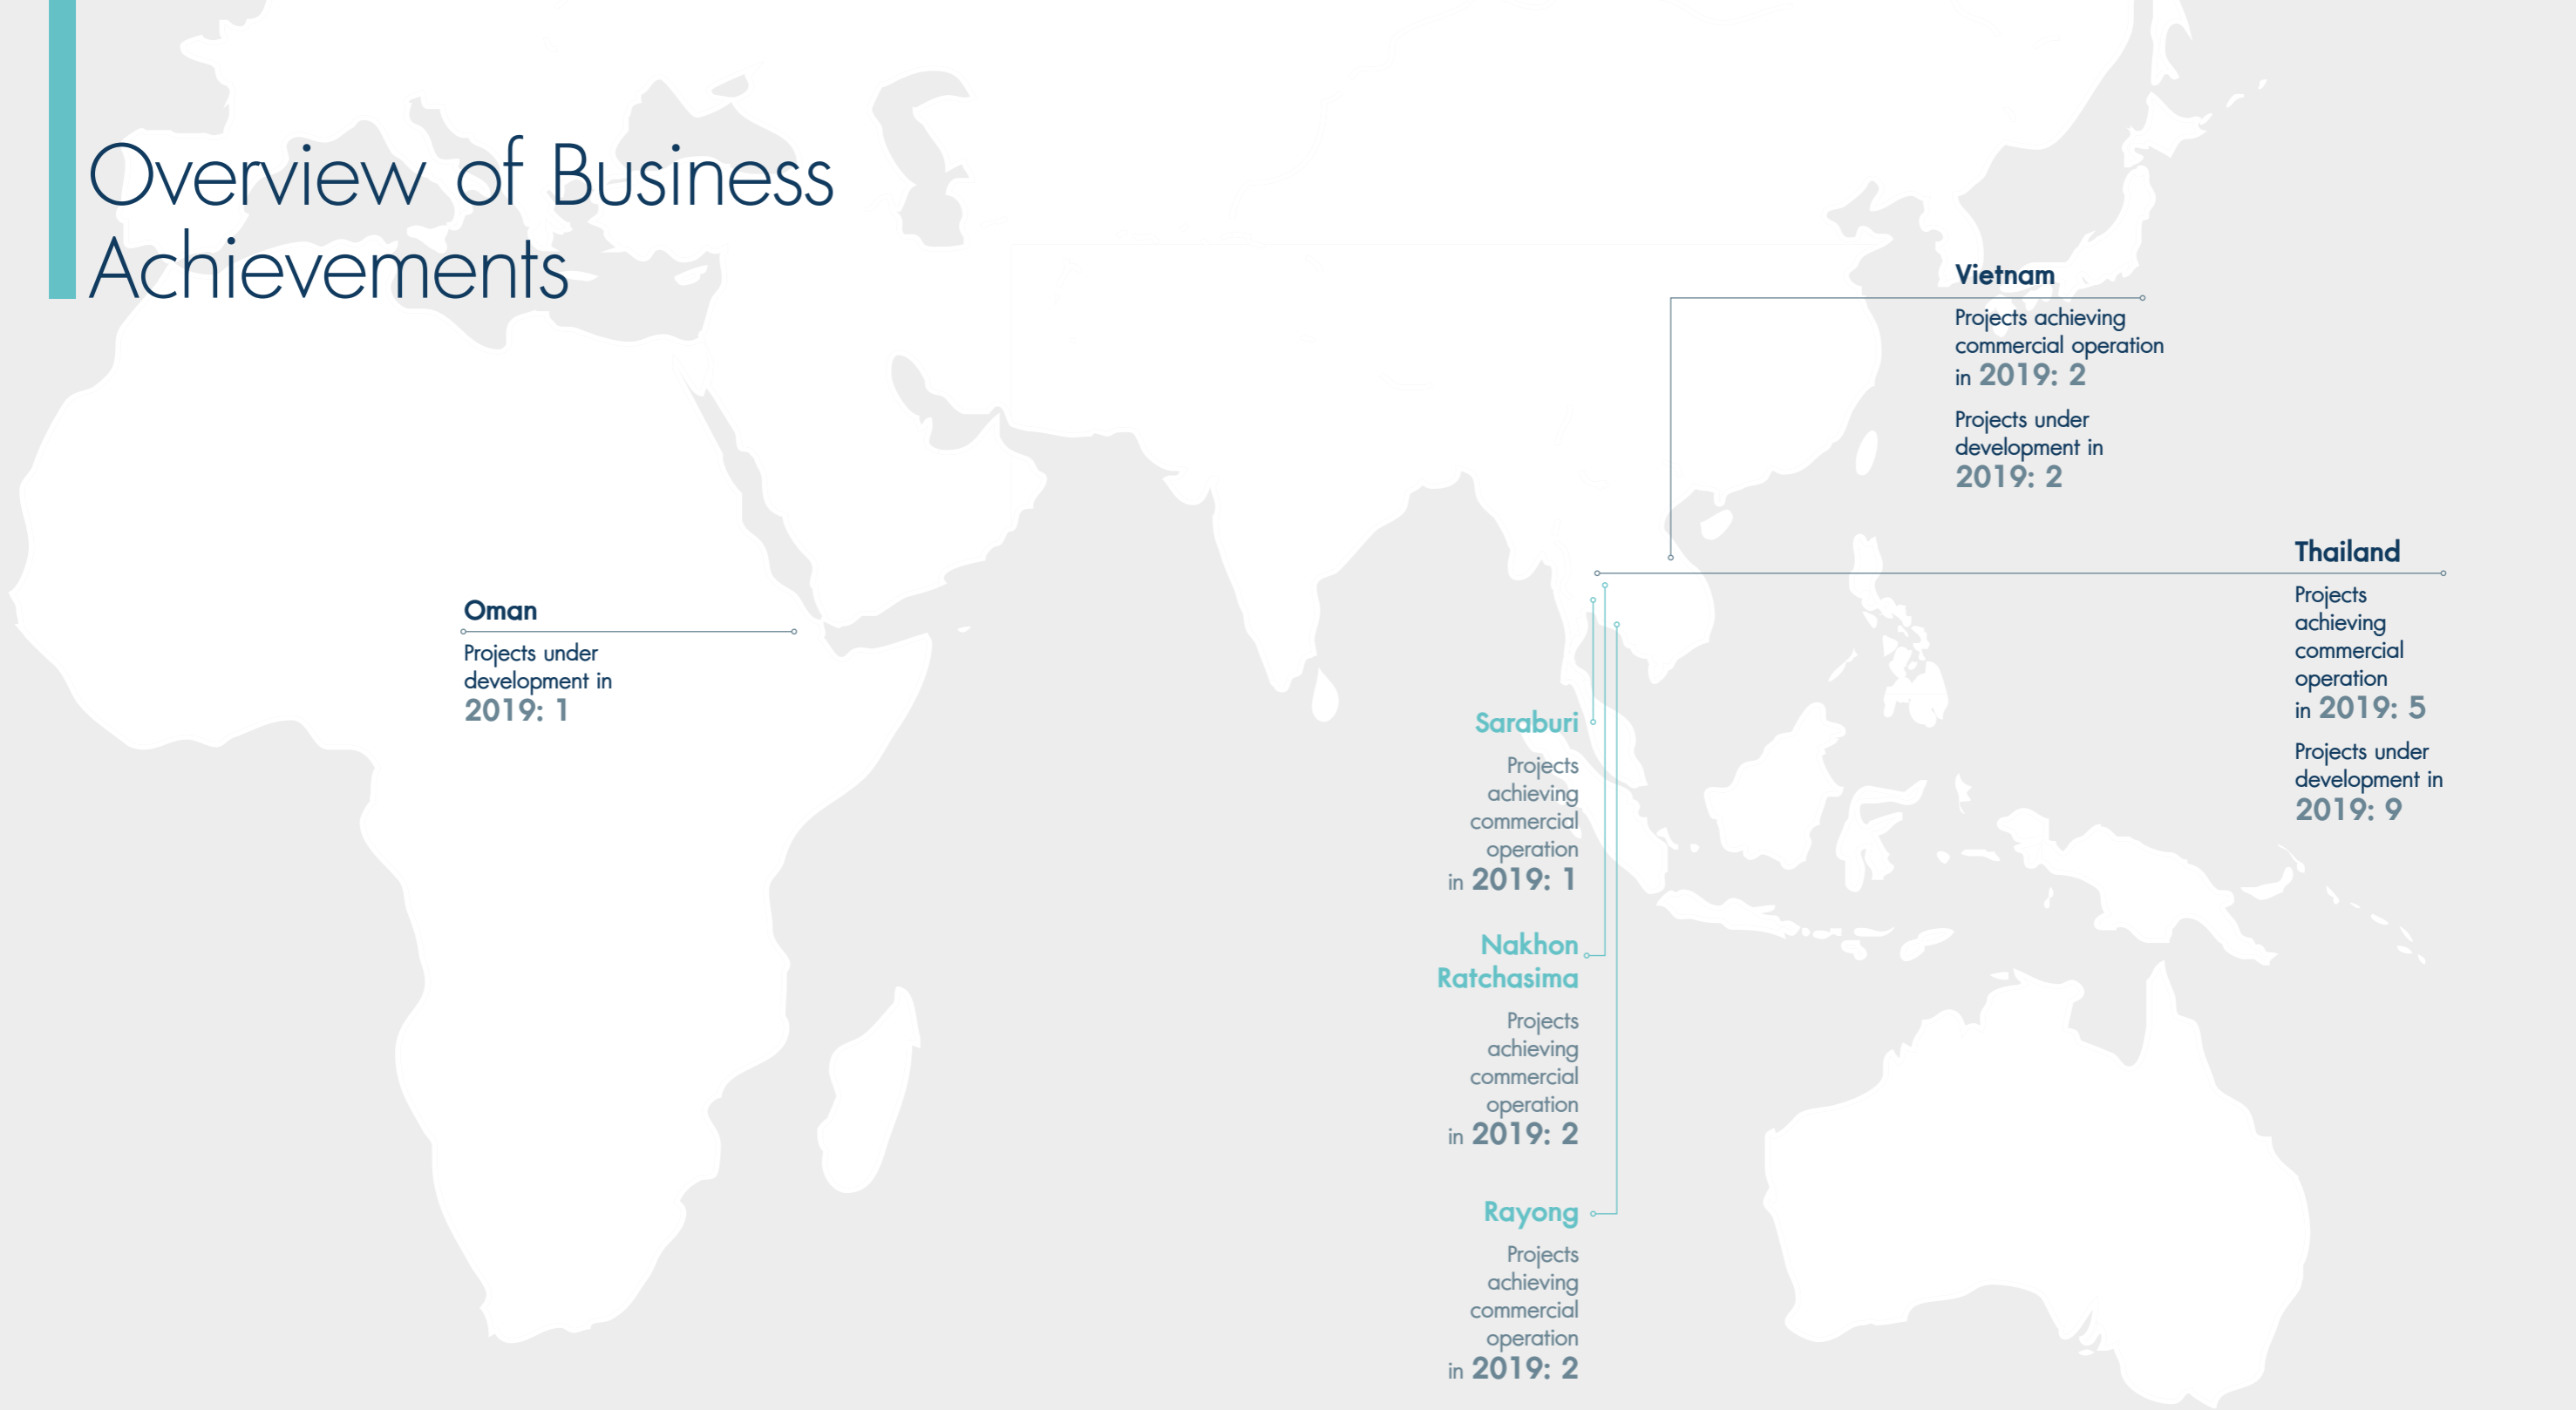 Overview of Business
Achievements
Vietnam
Projects achieving
commercial operation
in 2019: 2
Projects under
development in
2019: 2
Thailand
Projects
achieving
commercial
operation
in 2019: 5
Projects under
development in
2019: 9
Oman
Projects under
development in
2019: 1
Saraburi
Projects
achieving
commercial
operation
in 2019: 1
Nakhon
Ratchasima
Projects
achieving
commercial
operation
in 2019: 2
Rayong
Projects
achieving
commercial
operation
in 2019: 2